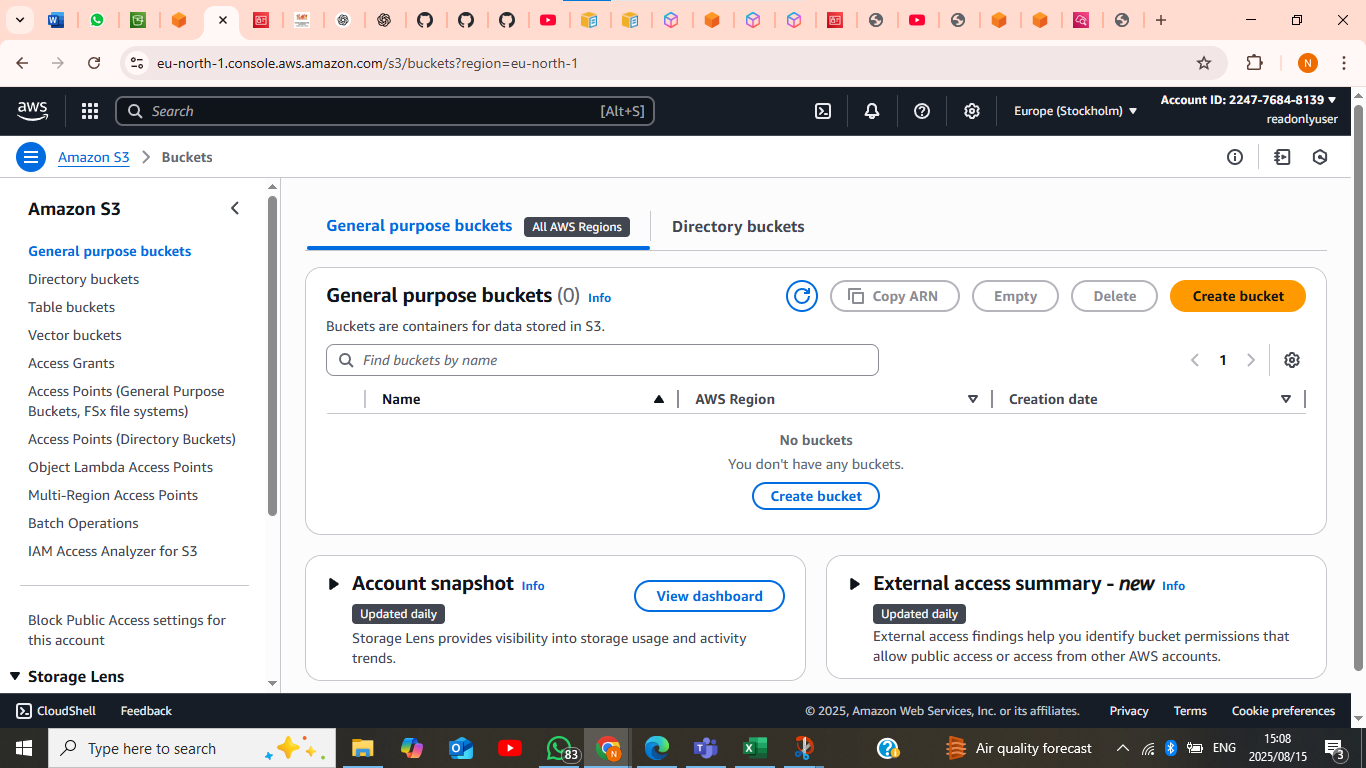 eu-north-1.console.aws.amazon.com/s3/buckets?region=eu-north-1
N
aws
Search
[Alt+S]
Europe (Stockholm)
Account ID: 2247-7684-8139
readonlyuser
Amazon S3
Buckets
Amazon S3
General purpose buckets
Directory buckets
Table buckets
Vector buckets
Access Grants
Access Points (General Purpose
Buckets, FSx file systems)
Access Points (Directory Buckets)
Object Lambda Access Points
Multi-Region Access Points
Batch Operations
IAM Access Analyzer for S3
Block Public Access settings for
this account
Storage Lens
General purpose buckets
All AWS Regions
Directory buckets
General purpose buckets (0) Info
Copy ARN
Empty
Delete
Create bucket
Buckets are containers for data stored in S3.
Find buckets by name
1
Name
AWS Region
Creation date
No buckets
You don't have any buckets.
Create bucket
Account snapshot Info
View dashboard
Updated daily
Storage Lens provides visibility into storage usage and activity
trends.
External access summary - new Info
Updated daily
External access findings help you identify bucket permissions that
allow public access or access from other AWS accounts.
CloudShell
Feedback
© 2025, Amazon Web Services, Inc. or its affiliates.
Privacy
Terms
Cookie preferences
Type here to search
83
Air quality forecast
ENG
15:08
2025/08/15
3